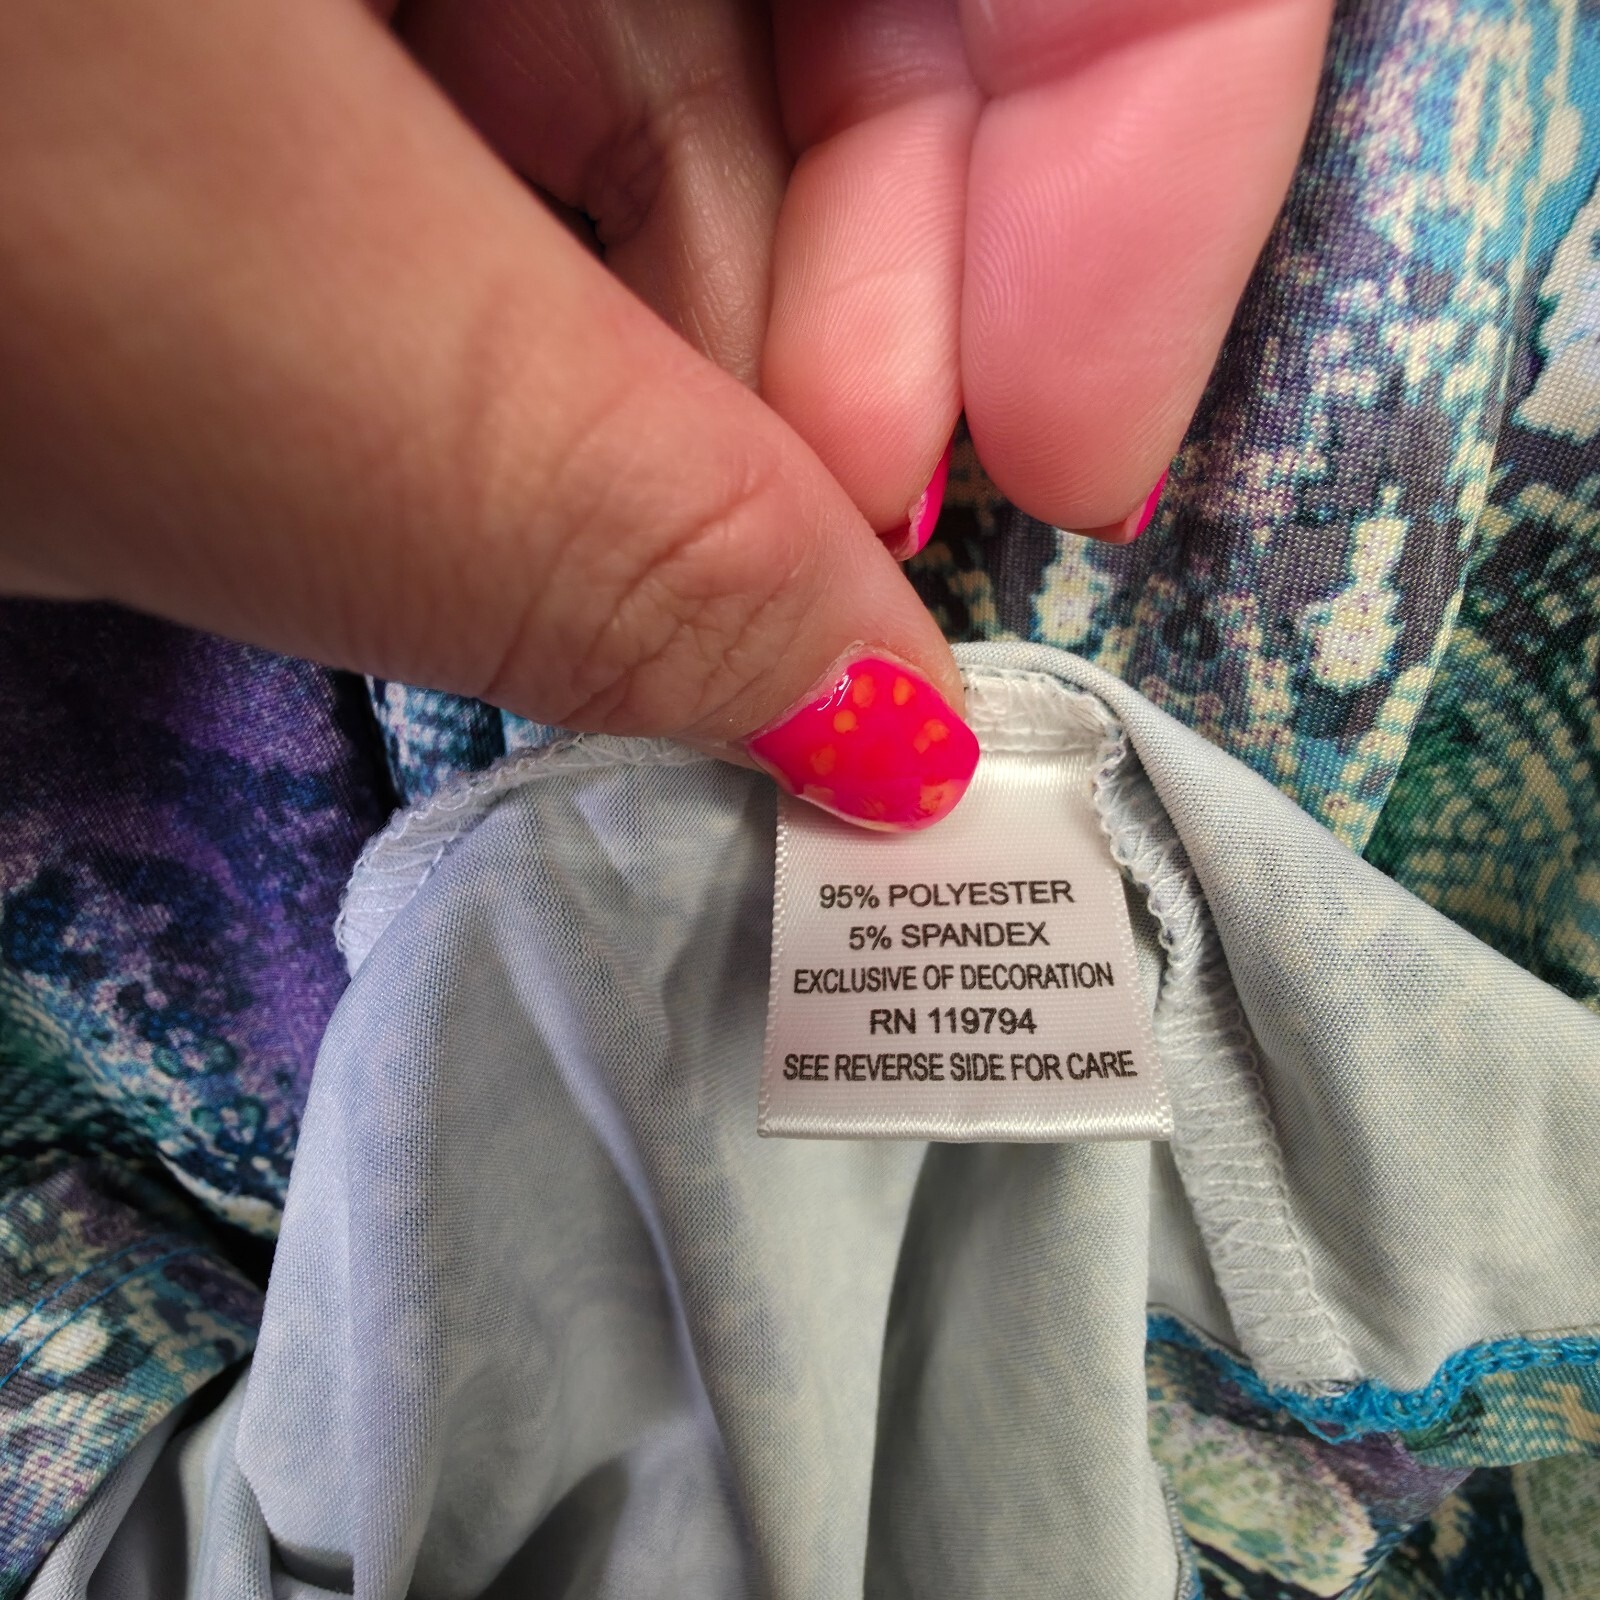 95% POLYESTER
5% SPANDEX
EXCLUSIVE OF DECORATION
RN 119794
SEE REVERSE SIDE FOR CARE